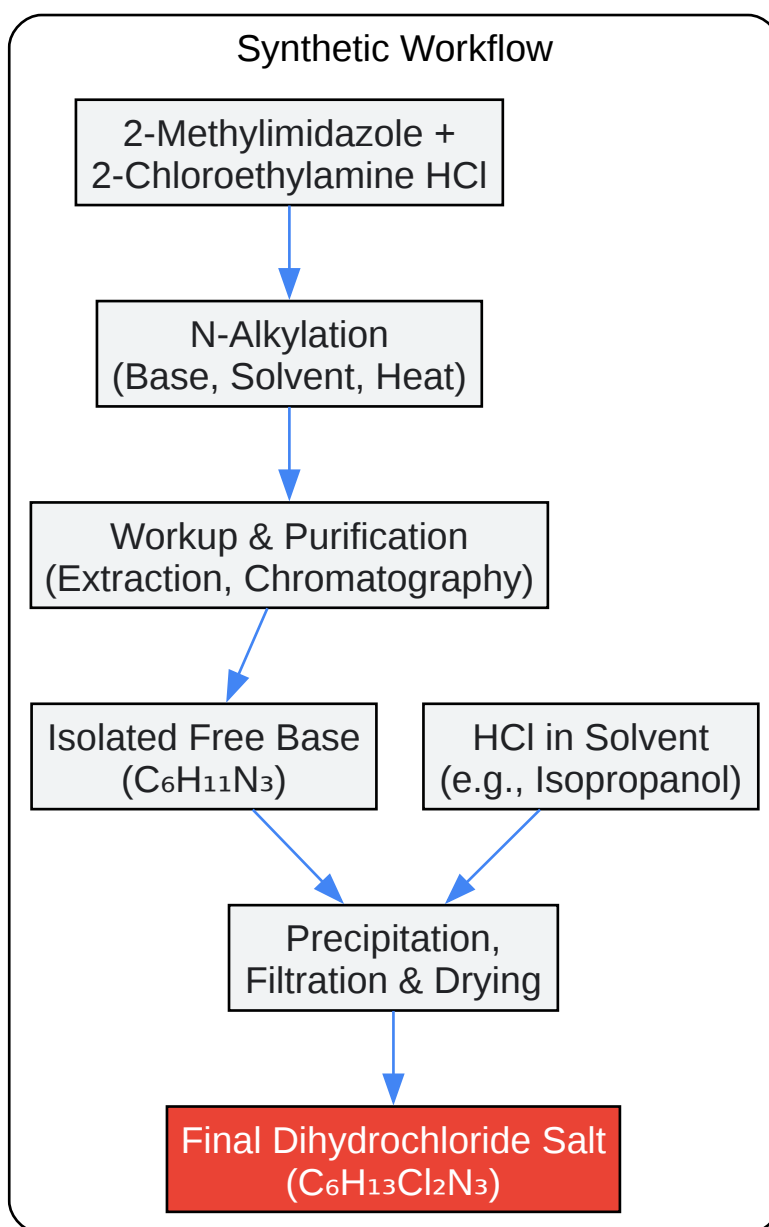 Synthetic Workflow
2-Methylimidazole +
2-Chloroethylamine HCl
N-Alkylation
(Base, Solvent, Heat)
Workup & Purification
(Extraction, Chromatography)
Isolated Free Base
(C₆H₁₁N₃)
HCl in Solvent
(e.g., Isopropanol)
Precipitation,
Filtration & Drying
Final Dihydrochloride Salt
(C₆H₁₃Cl₂N₃)